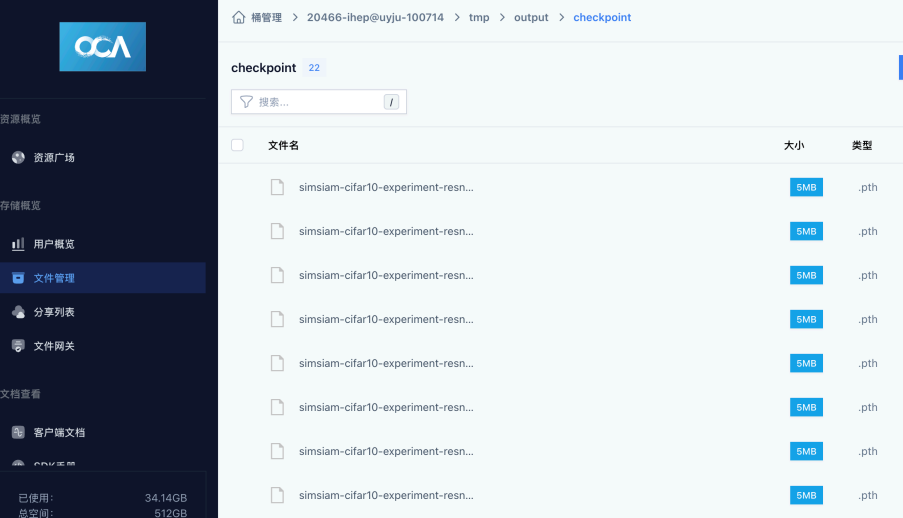 OCA
资源概览
资源广场
存储概览
用户概览
文件管理
分享列表
文件网关
文档查看
客户端文档
SDK手册
已使用: 34.14GB
总空间: 512GB
桶管理 > 20466-ihep@uyju-100714 > tmp > output > checkpoint
checkpoint 22
搜索... /
文件名 大小 类型
simsiam-cifar10-experiment-resn... 5MB .pth
simsiam-cifar10-experiment-resn... 5MB .pth
simsiam-cifar10-experiment-resn... 5MB .pth
simsiam-cifar10-experiment-resn... 5MB .pth
simsiam-cifar10-experiment-resn... 5MB .pth
simsiam-cifar10-experiment-resn... 5MB .pth
simsiam-cifar10-experiment-resn... 5MB .pth
simsiam-cifar10-experiment-resn... 5MB .pth